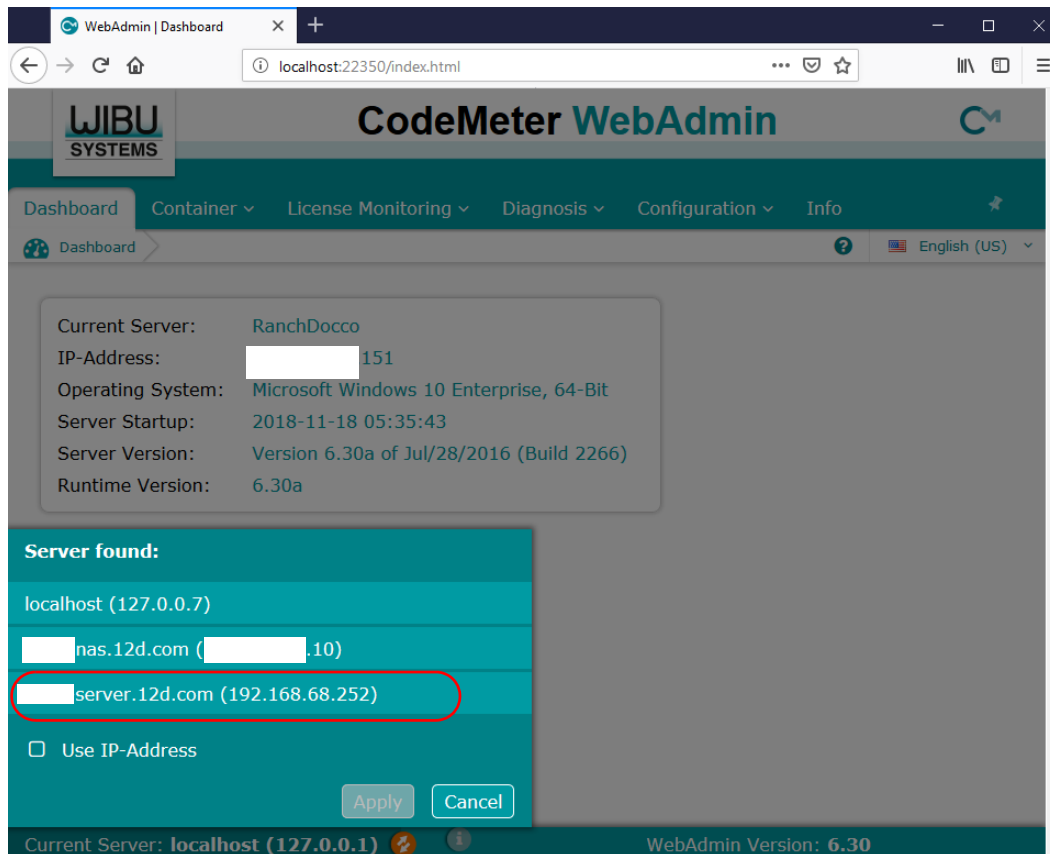 WebAdmin | Dashboard
localhost:22350/index.html
WIBU
SYSTEMS
CodeMeter WebAdmin
Dashboard Container License Monitoring Diagnosis Configuration Info
Dashboard
English (US)
Current Server: RanchDocco
IP-Address: 151
Operating System: Microsoft Windows 10 Enterprise, 64-Bit
Server Startup: 2018-11-18 05:35:43
Server Version: Version 6.30a of Jul/28/2016 (Build 2266)
Runtime Version: 6.30a
Server found:
localhost (127.0.0.7)
nas.12d.com ( .10)
server.12d.com (192.168.68.252)
Use IP-Address
Apply Cancel
Current Server: localhost (127.0.0.1) WebAdmin Version: 6.30